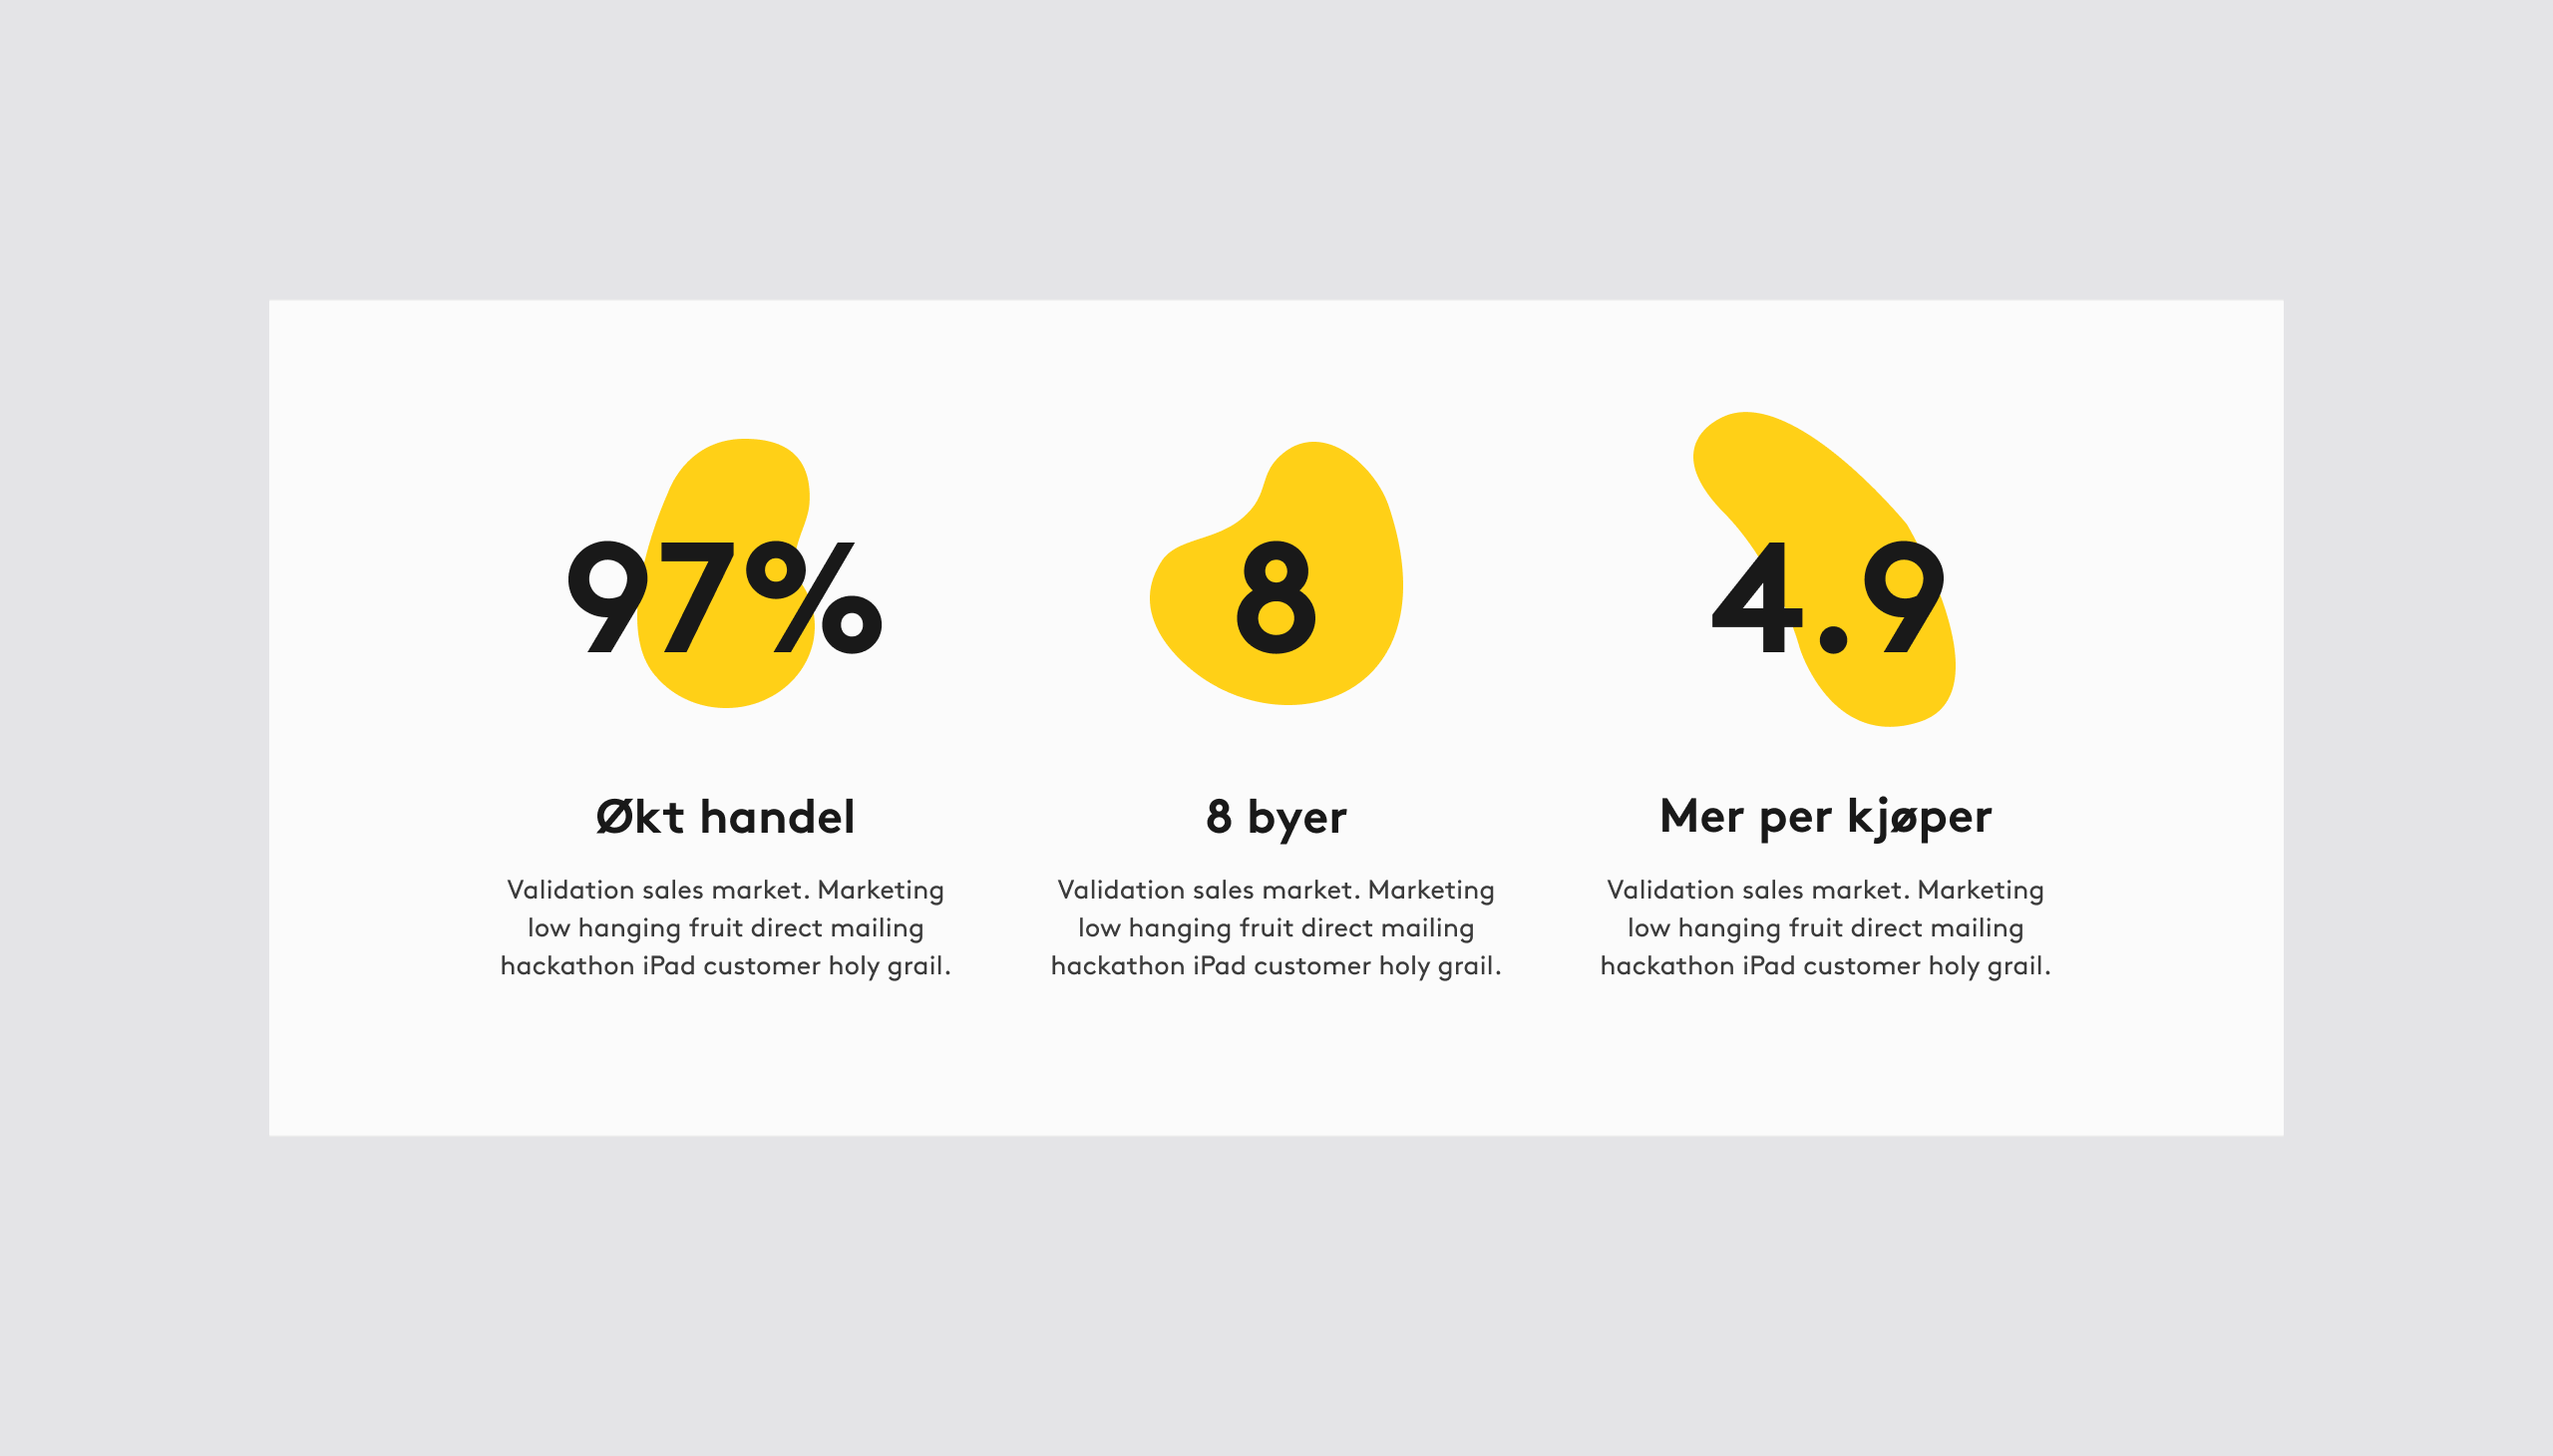 97%
Økt handel
Validation sales market. Marketing
low hanging fruit direct mailing
hackathon iPad customer holy grail.
8
8 byer
Validation sales market. Marketing
low hanging fruit direct mailing
hackathon iPad customer holy grail.
4.9
Mer per kjøper
Validation sales market. Marketing
low hanging fruit direct mailing
hackathon iPad customer holy grail.